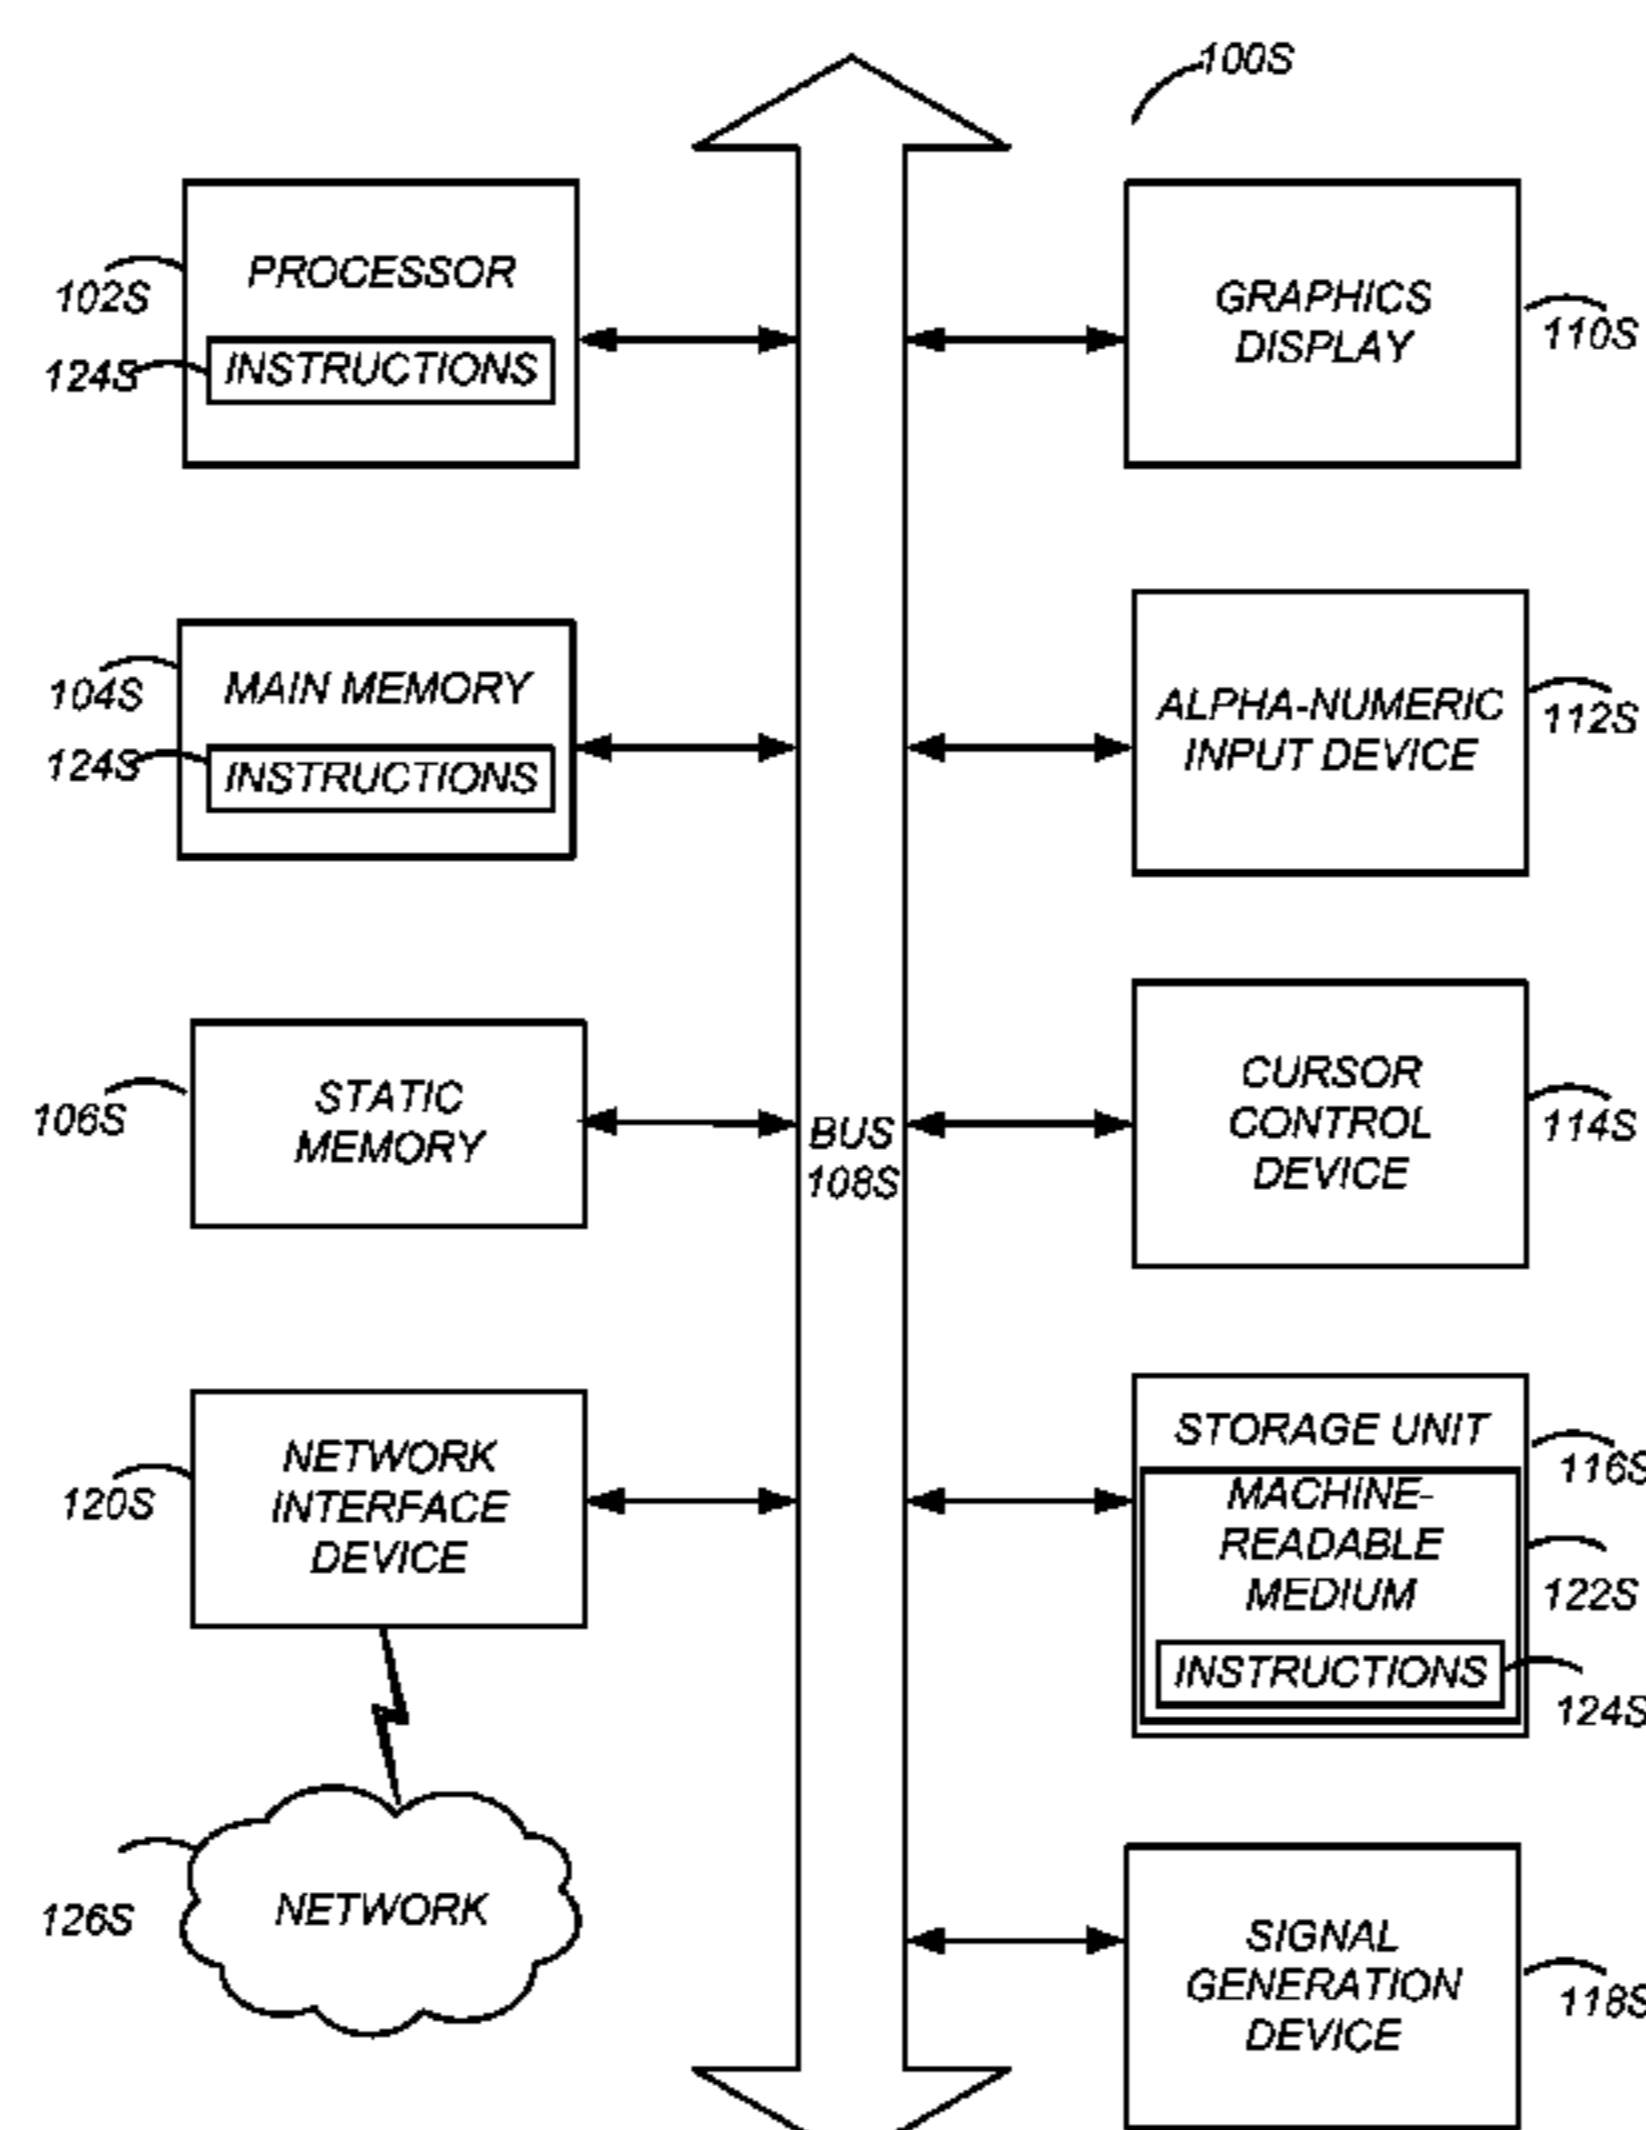 100S
PROCESSOR
102S
INSTRUCTIONS
124S
GRAPHICS
DISPLAY
110S
MAIN MEMORY
104S
INSTRUCTIONS
124S
ALPHA-NUMERIC
INPUT DEVICE
112S
STATIC
MEMORY
106S
BUS
108S
CURSOR
CONTROL
DEVICE
114S
NETWORK
INTERFACE
DEVICE
120S
STORAGE UNIT
116S
MACHINE-
READABLE
MEDIUM
122S
INSTRUCTIONS
124S
NETWORK
126S
SIGNAL
GENERATION
DEVICE
118S